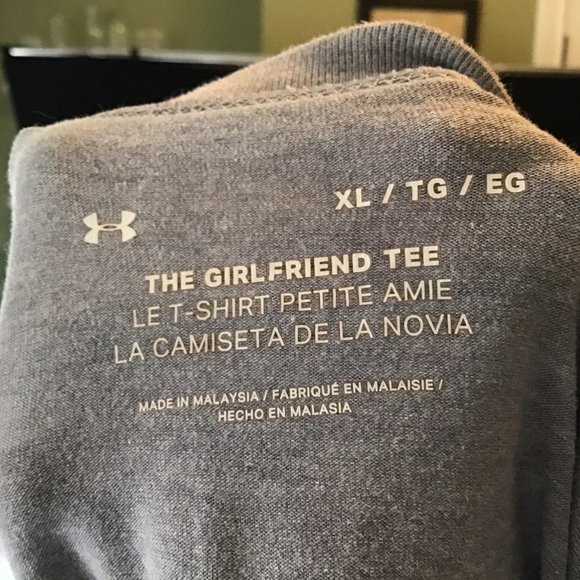 XL / TG / EG
THE GIRLFRIEND TEE
LE T-SHIRT PETITE AMIE
LA CAMISETA DE LA NOVIA
MADE IN MALAYSIA / FABRIQUÉ EN MALAISIE /
HECHO EN MALASIA